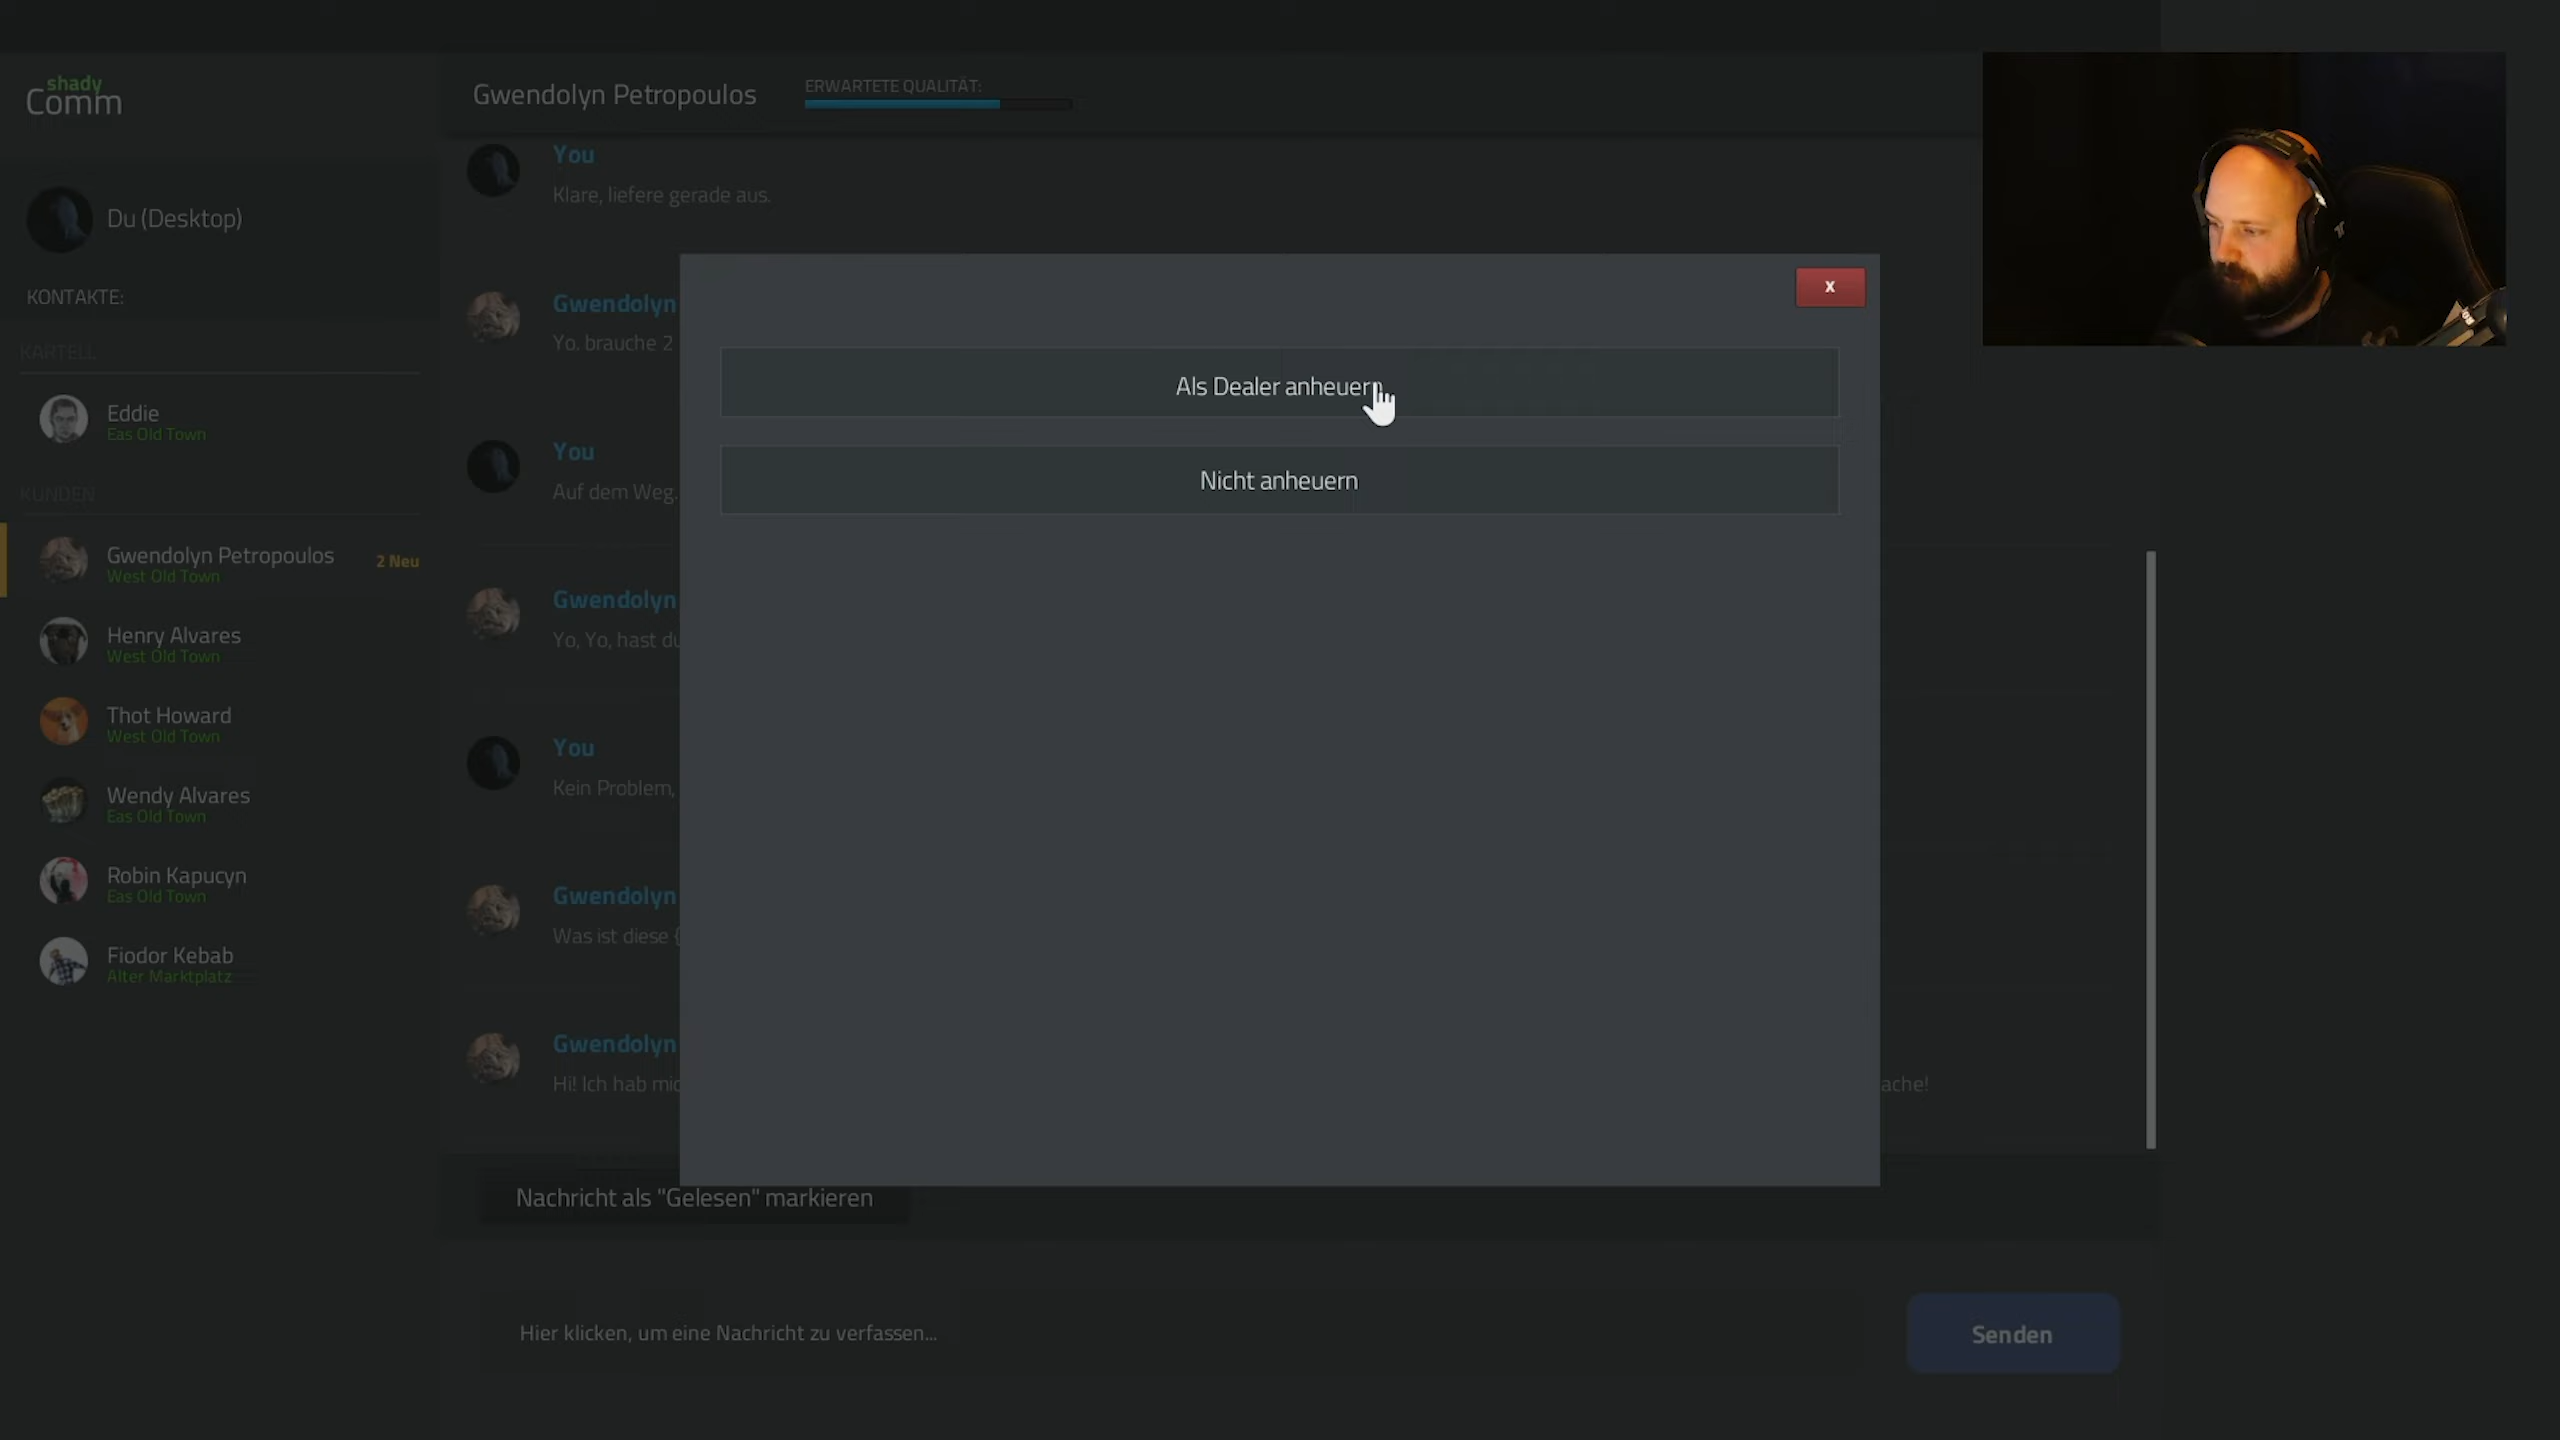 shady
Comm
Du (Desktop)
KONTAKTE:
KARTELL
Eddie
Eas Old Town
KUNDEN
Gwendolyn Petropoulos
2 Neu
West Old Town
Henry Alvares
West Old Town
Thot Howard
West Old Town
Wendy Alvares
Eas Old Town
Robin Kapucyn
Eas Old Town
Fiodor Kebab
Alter Marktplatz
Gwendolyn Petropoulos
ERWARTETE QUALITÄT:
You
Klare, liefere gerade aus.
Gwendolyn
Yo. brauche 2
You
Auf dem Weg.
Gwendolyn
Yo, Yo, hast du
You
Kein Problem,
Gwendolyn
Was ist diese {
Gwendolyn
Hi! Ich hab mic
ache!
x
Als Dealer anheuern
Nicht anheuern
Nachricht als "Gelesen" markieren
Hier klicken, um eine Nachricht zu verfassen...
Senden